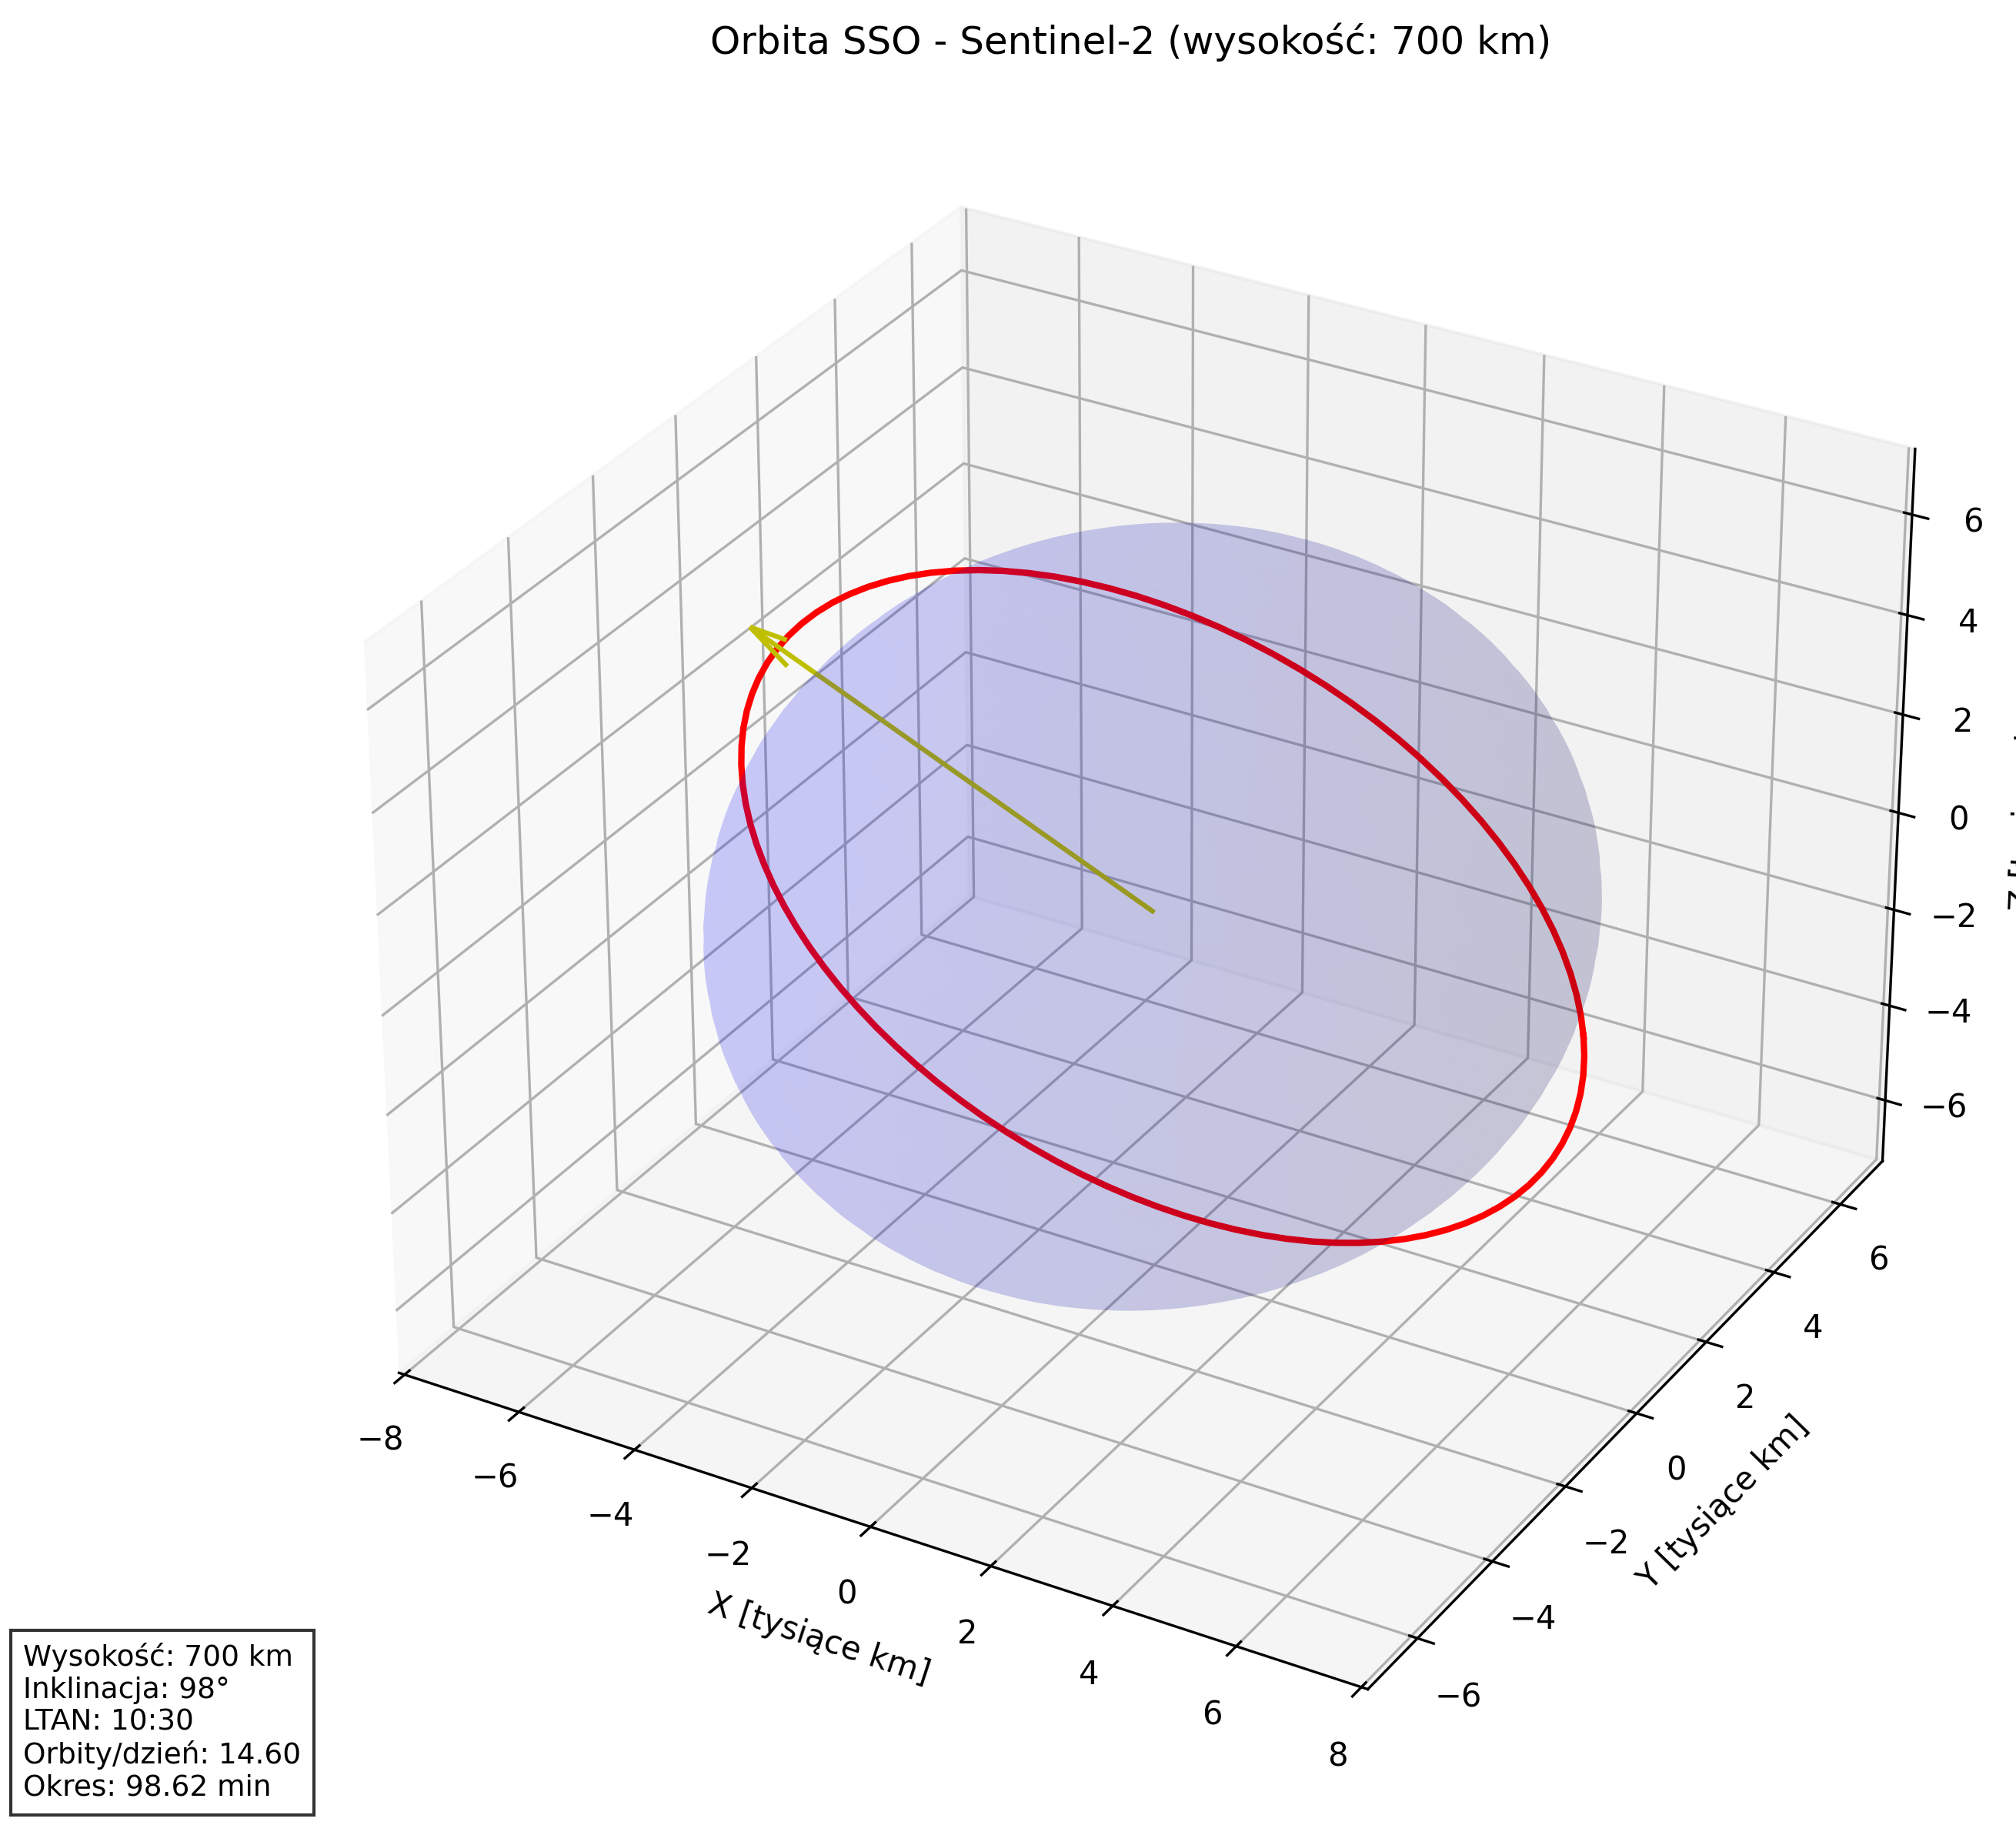 Orbita SSO - Sentinel-2 (wysokość: 700 km)
6
4
2
0
−2
−4
−6
6
4
2
0
−2
−4
−6
Y [tysiące km]
−8
−6
−4
−2
0
2
4
6
8
X [tysiące km]
Wysokość: 700 km
Inklinacja: 98°
LTAN: 10:30
Orbity/dzień: 14.60
Okres: 98.62 min